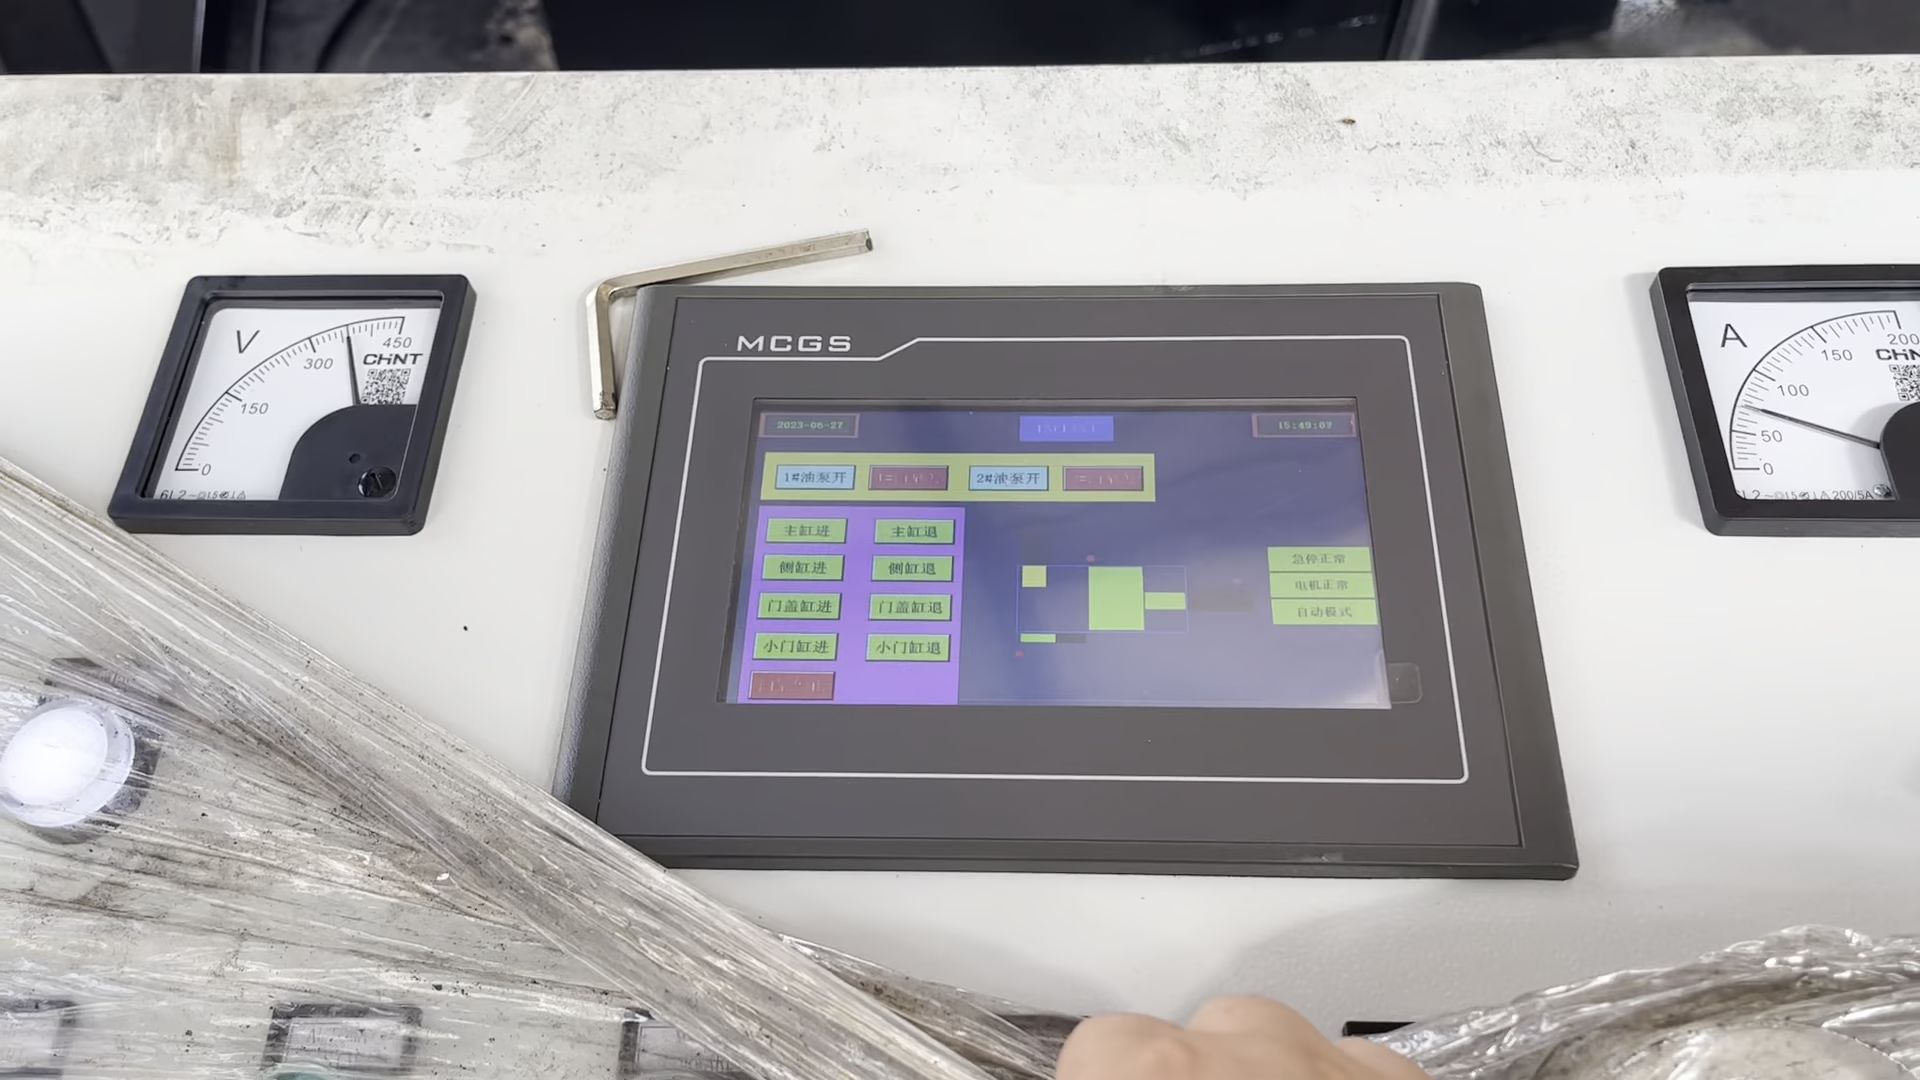 V
450
300
CHNT
150
0
MCGS
2023-06-27
15:49:07
1#油泵开
2#油泵开
主缸进
主缸退
侧缸进
侧缸退
门盖缸进
门盖缸退
小门缸进
小门缸退
急停正常
电机正常
自动模式
A
200
150
CHN
100
50
0
200/5A